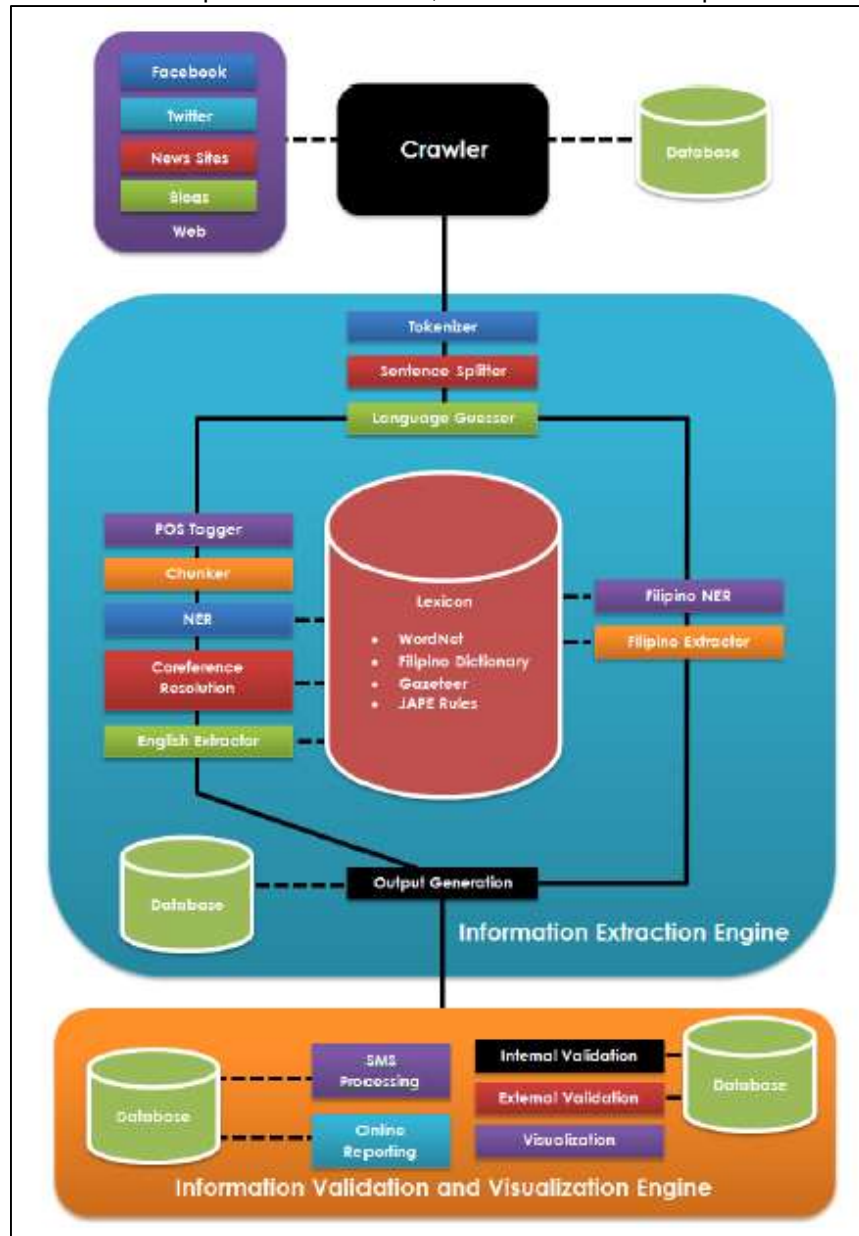 Facebook
Twitter
News Sites
Blogs
Web
Crawler
Database
Tokenizer
Sentence Splitter
Language Guesser
POS Tagger
Chunker
NER
Coreference
Resolution
English Extractor
Lexicon
• WordNet
• Filipino Dictionary
• Gazeteer
• JAPE Rules
Filipino NER
Filipino Extractor
Database
Output Generation
Information Extraction Engine
Database
SMS
Processing
Online
Reporting
Internal Validation
External Validation
Visualization
Database
Information Validation and Visualization Engine